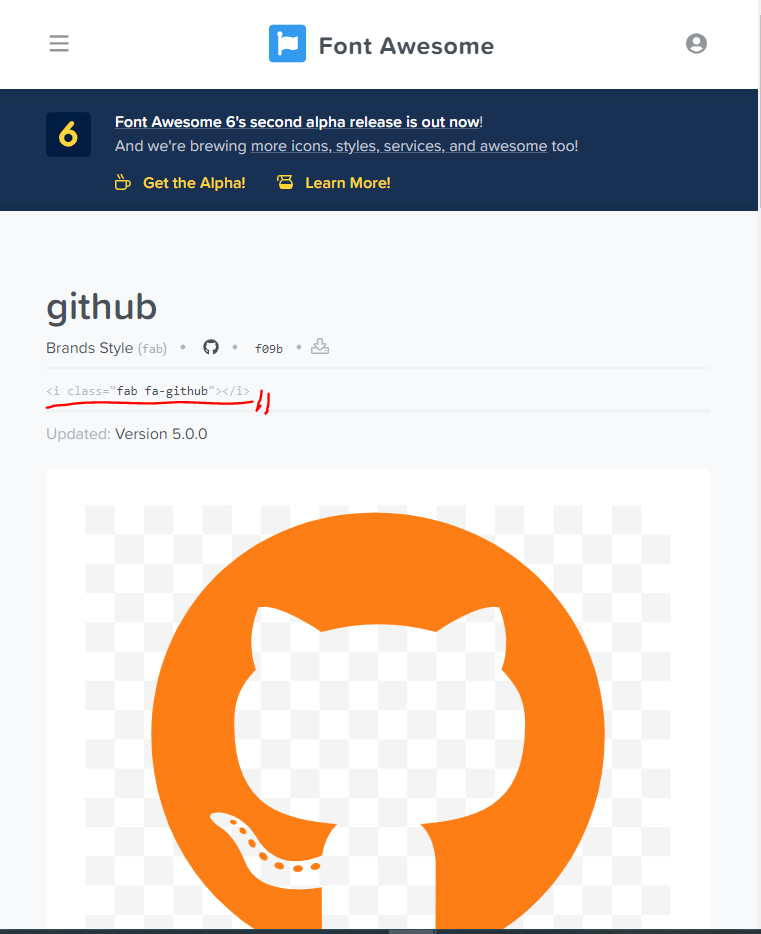 Font Awesome
6
Font Awesome 6's second alpha release is out now!
And we're brewing more icons, styles, services, and awesome too!
Get the Alpha! Learn More!
github
Brands Style (fab) • • f09b •
<i class="fab fa-github"></i>
Updated: Version 5.0.0